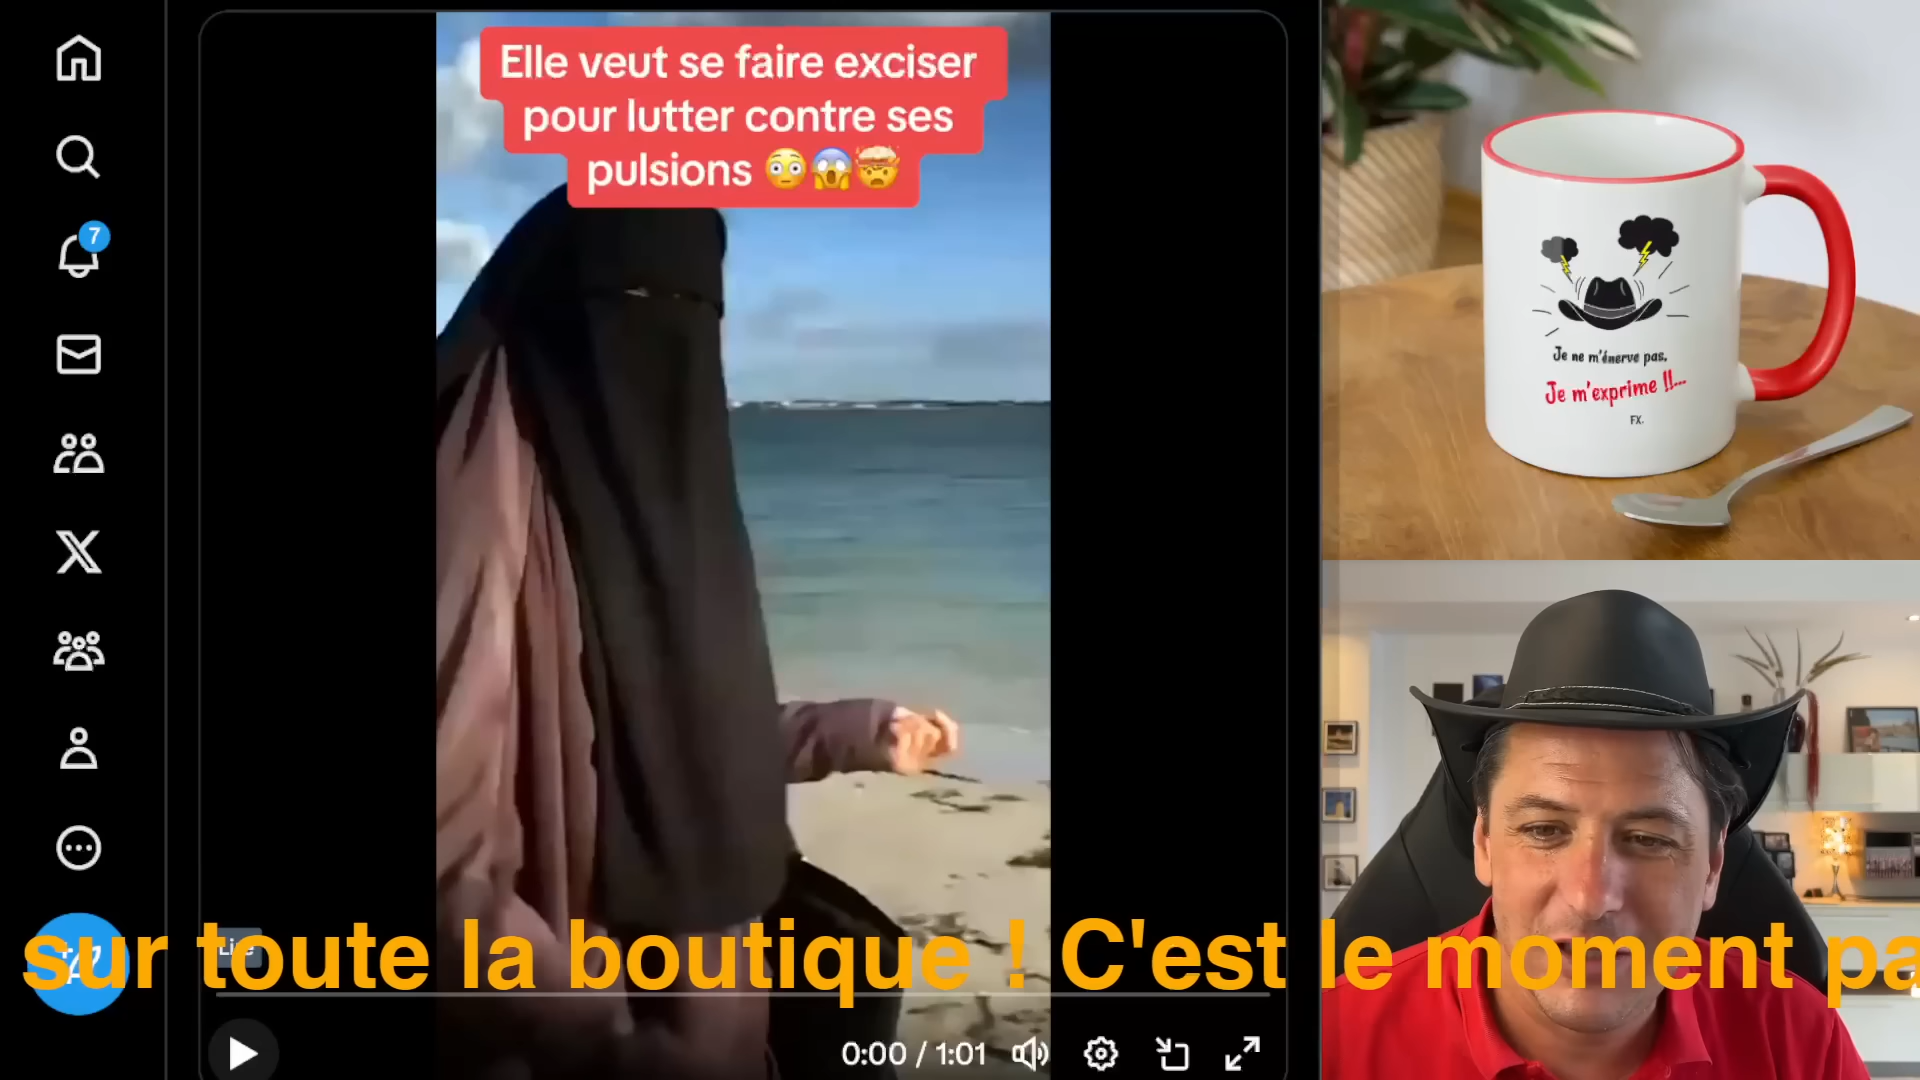 Elle veut se faire exciser
pour lutter contre ses
pulsions 😳😱🤯
7
Je ne m'énerve pas,
Je m'exprime !!...
FX.
sur toute la boutique ! C'est le moment pa
0:00 / 1:01